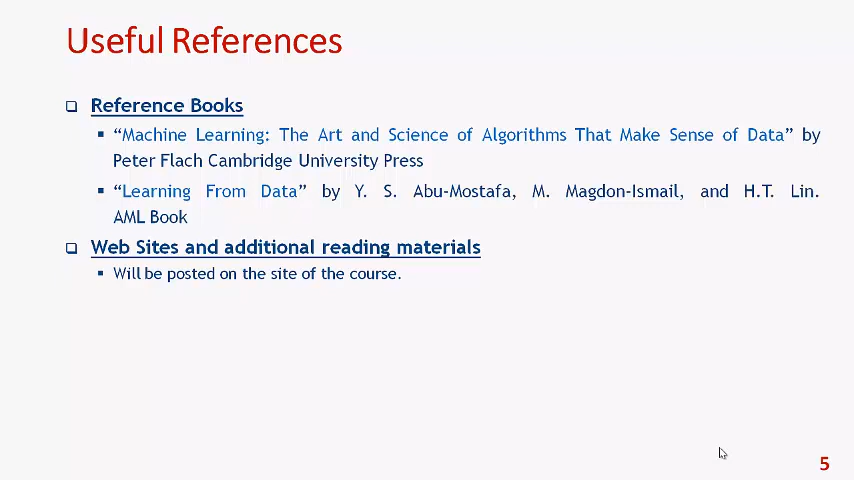 Useful References
Reference Books
“Machine Learning: The Art and Science of Algorithms That Make Sense of Data” by
Peter Flach Cambridge University Press
“Learning From Data” by Y. S. Abu-Mostafa, M. Magdon-Ismail, and H.T. Lin.
AML Book
Web Sites and additional reading materials
Will be posted on the site of the course.
5